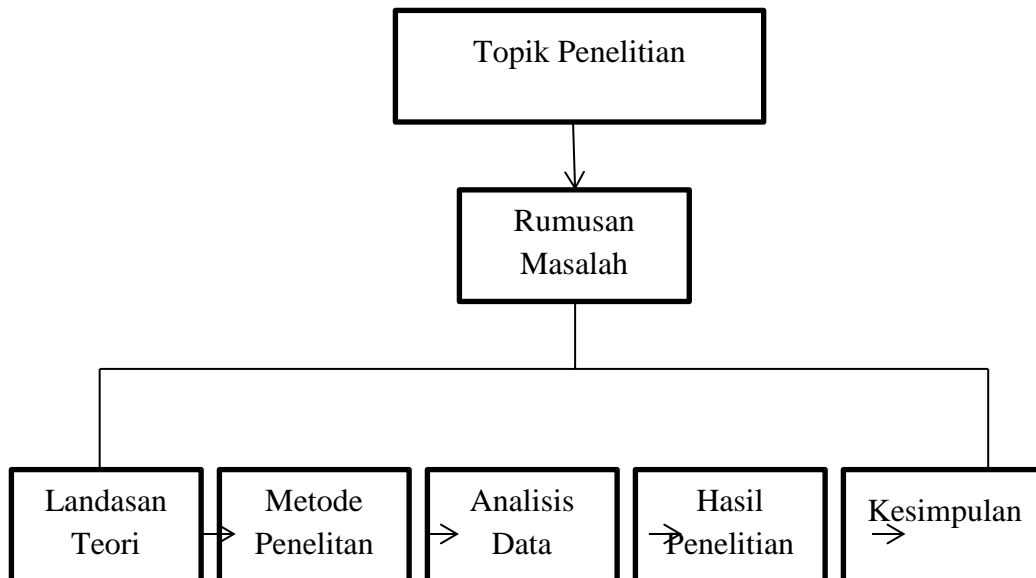 Topik Penelitian
Rumusan
Masalah
Landasan
Teori
Metode
Penelitan
Analisis
Data
Hasil
Penelitian
Kesimpulan